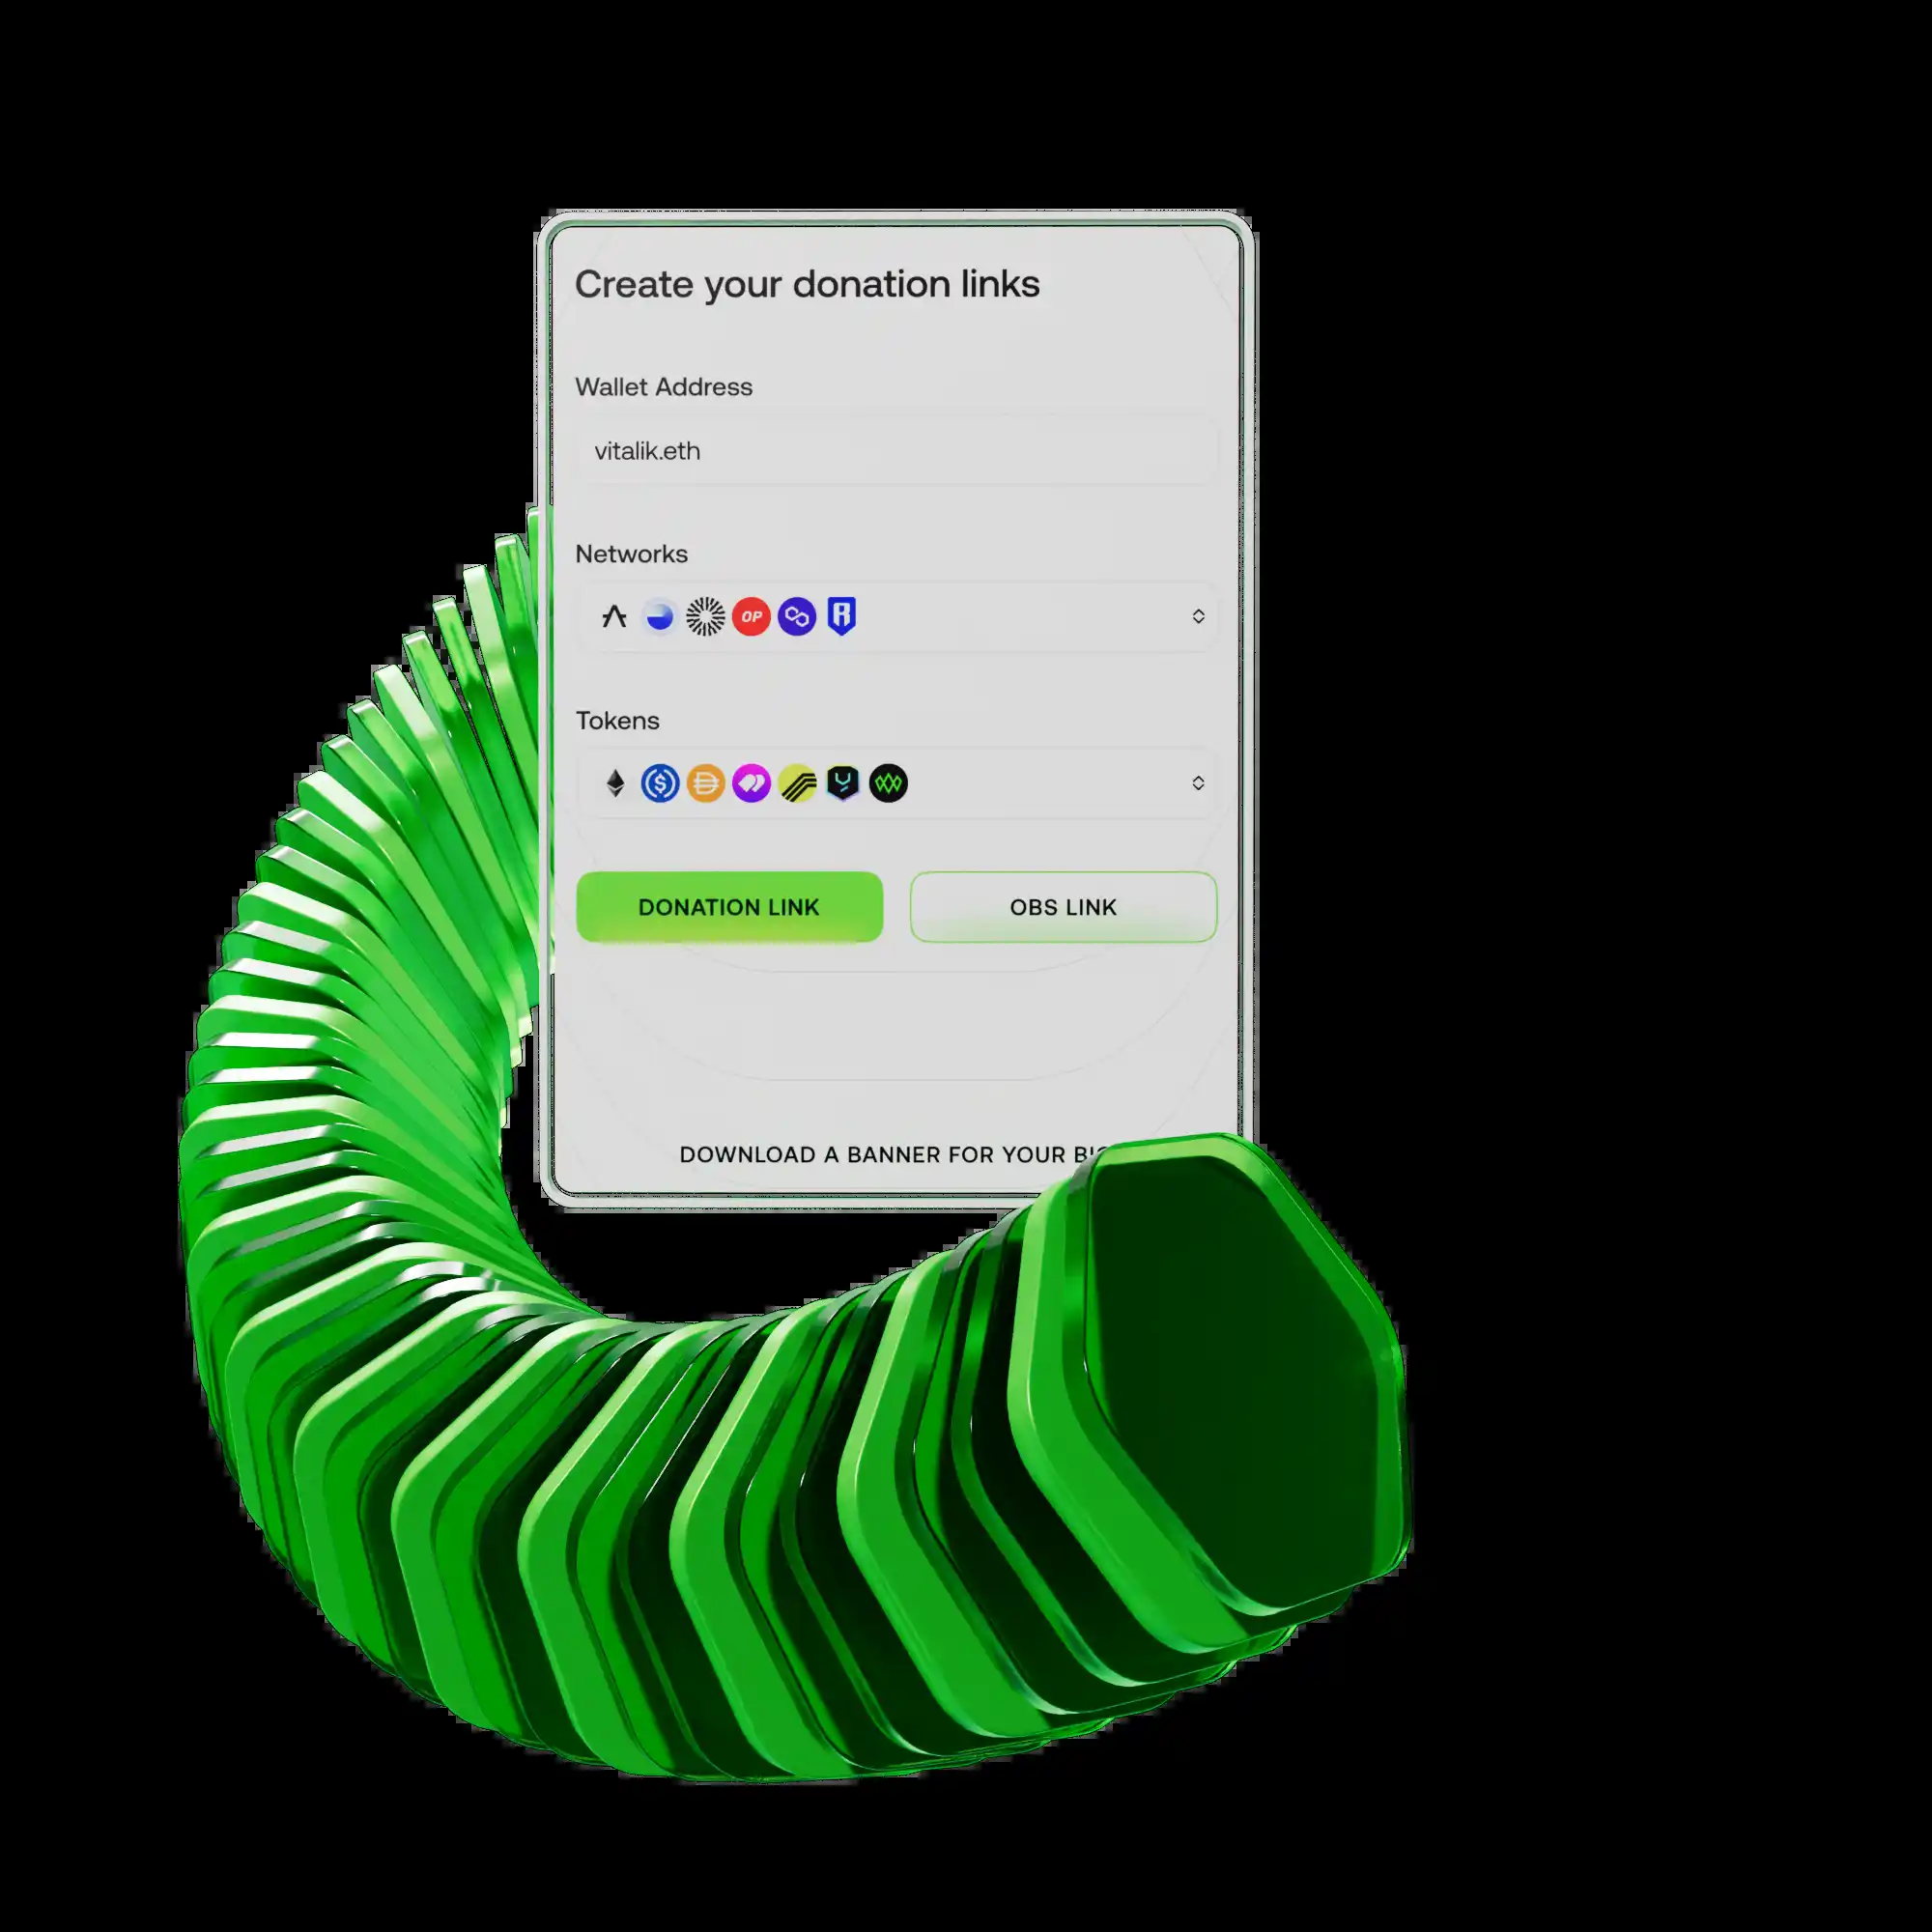 Create your donation links
Wallet Address
vitalik.eth
Networks
OP
Tokens
DONATION LINK
OBS LINK
DOWNLOAD A BANNER FOR YOUR